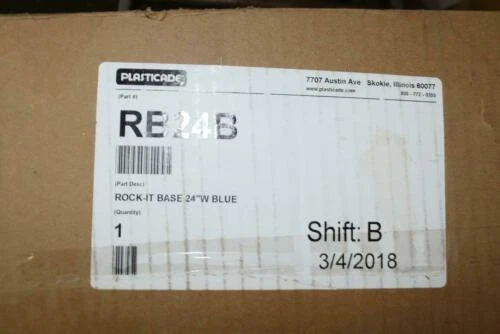 PLASTICADE
7707 Austin Ave Skokie, Illinois 60077
www.plasticade.com
(Part #)
RB24B
(Part Desc)
ROCK-IT BASE 24"W BLUE
(Quantity)
1
Shift: B
3/4/2018